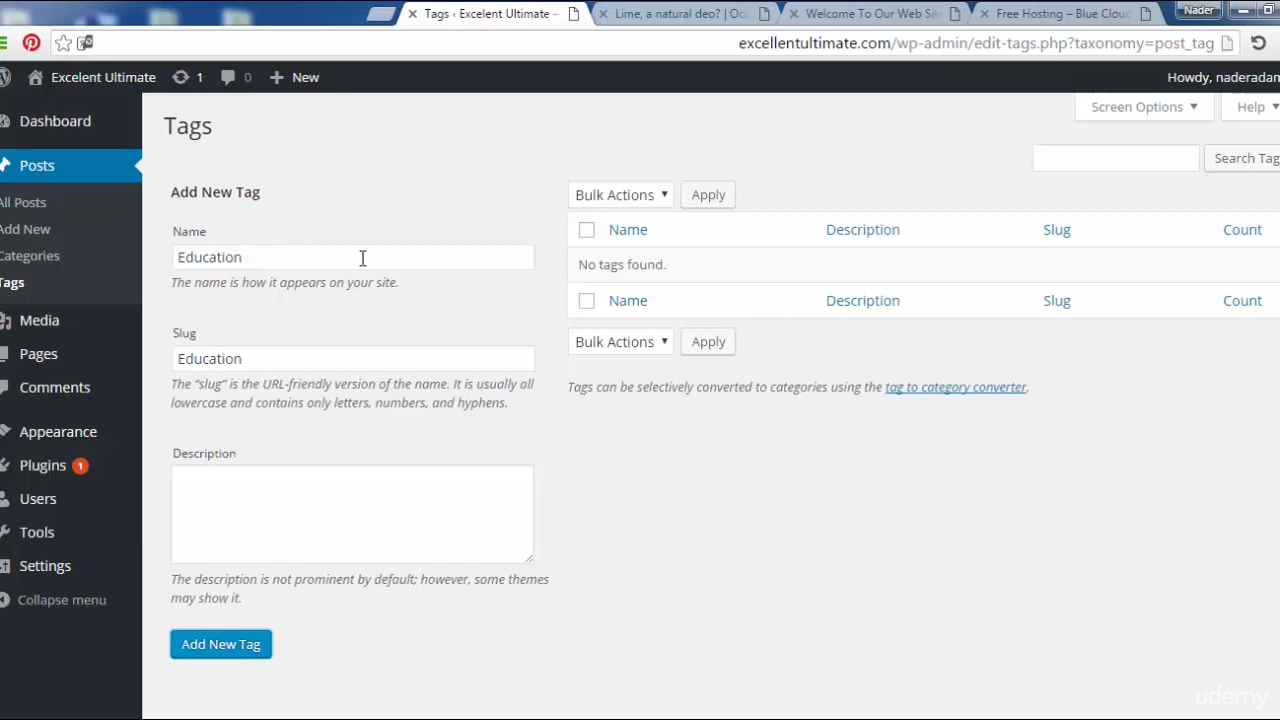 Tags ‹ Excelent Ultimate —
Lime, a natural deo? | Oc
Welcome To Our Web Sit
Free Hosting – Blue Cloud
Nader
excellentultimate.com/wp-admin/edit-tags.php?taxonomy=post_tag
Excelent Ultimate 1 0 New
Howdy, naderadam
Dashboard
Posts
All Posts
Add New
Categories
Tags
Media
Pages
Comments
Appearance
Plugins 1
Users
Tools
Settings
Collapse menu
Screen Options
Help
Tags
Search Tag
Add New Tag
Name
Education
The name is how it appears on your site.
Slug
Education
The “slug” is the URL-friendly version of the name. It is usually all
lowercase and contains only letters, numbers, and hyphens.
Description
The description is not prominent by default; however, some themes
may show it.
Add New Tag
Bulk Actions Apply
Name Description Slug Count
No tags found.
Name Description Slug Count
Bulk Actions Apply
Tags can be selectively converted to categories using the tag to category converter.
udemy